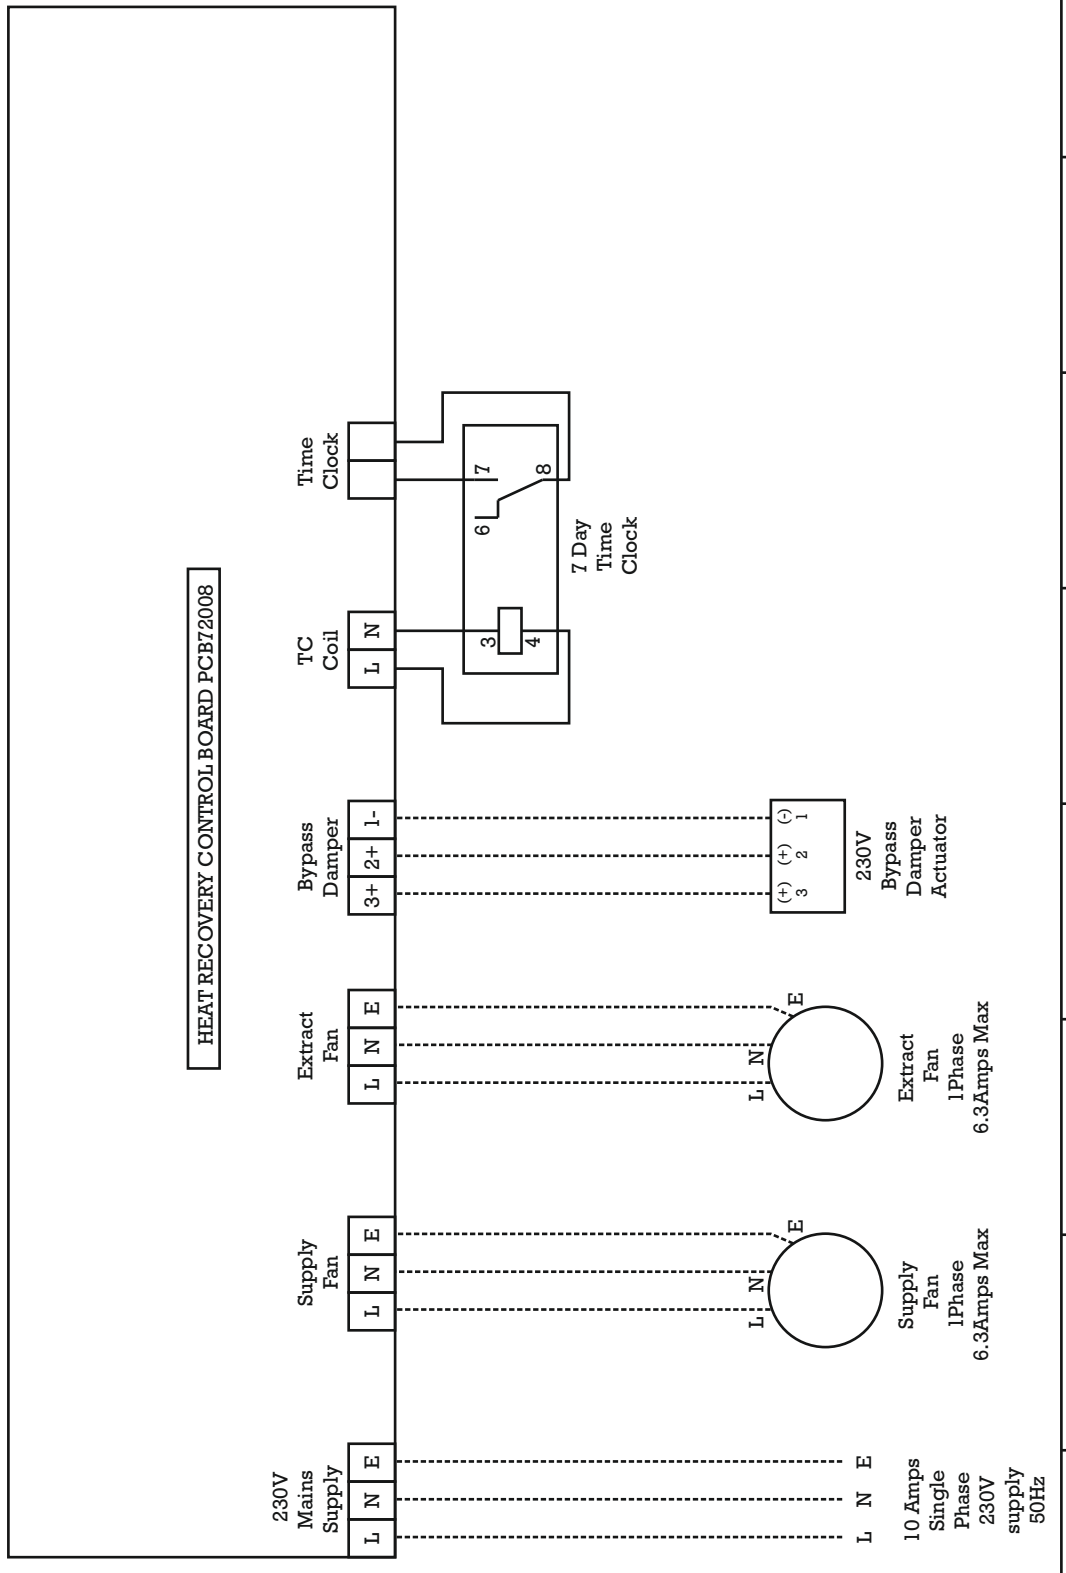 HEAT RECOVERY CONTROL BOARD PCB72008
230V
Mains
Supply
L N E
Supply
Fan
L N E
Extract
Fan
L N E
Bypass
Damper
3+ 2+ 1-
TC
Coil
L N
Time
Clock
3
4
6
7
8
7 Day
Time
Clock
L N E
10 Amps
Single
Phase
230V
supply
50Hz
L N E
Supply
Fan
1Phase
6.3Amps Max
L N E
Extract
Fan
1Phase
6.3Amps Max
(+) (+) (-)
3 2 1
230V
Bypass
Damper
Actuator